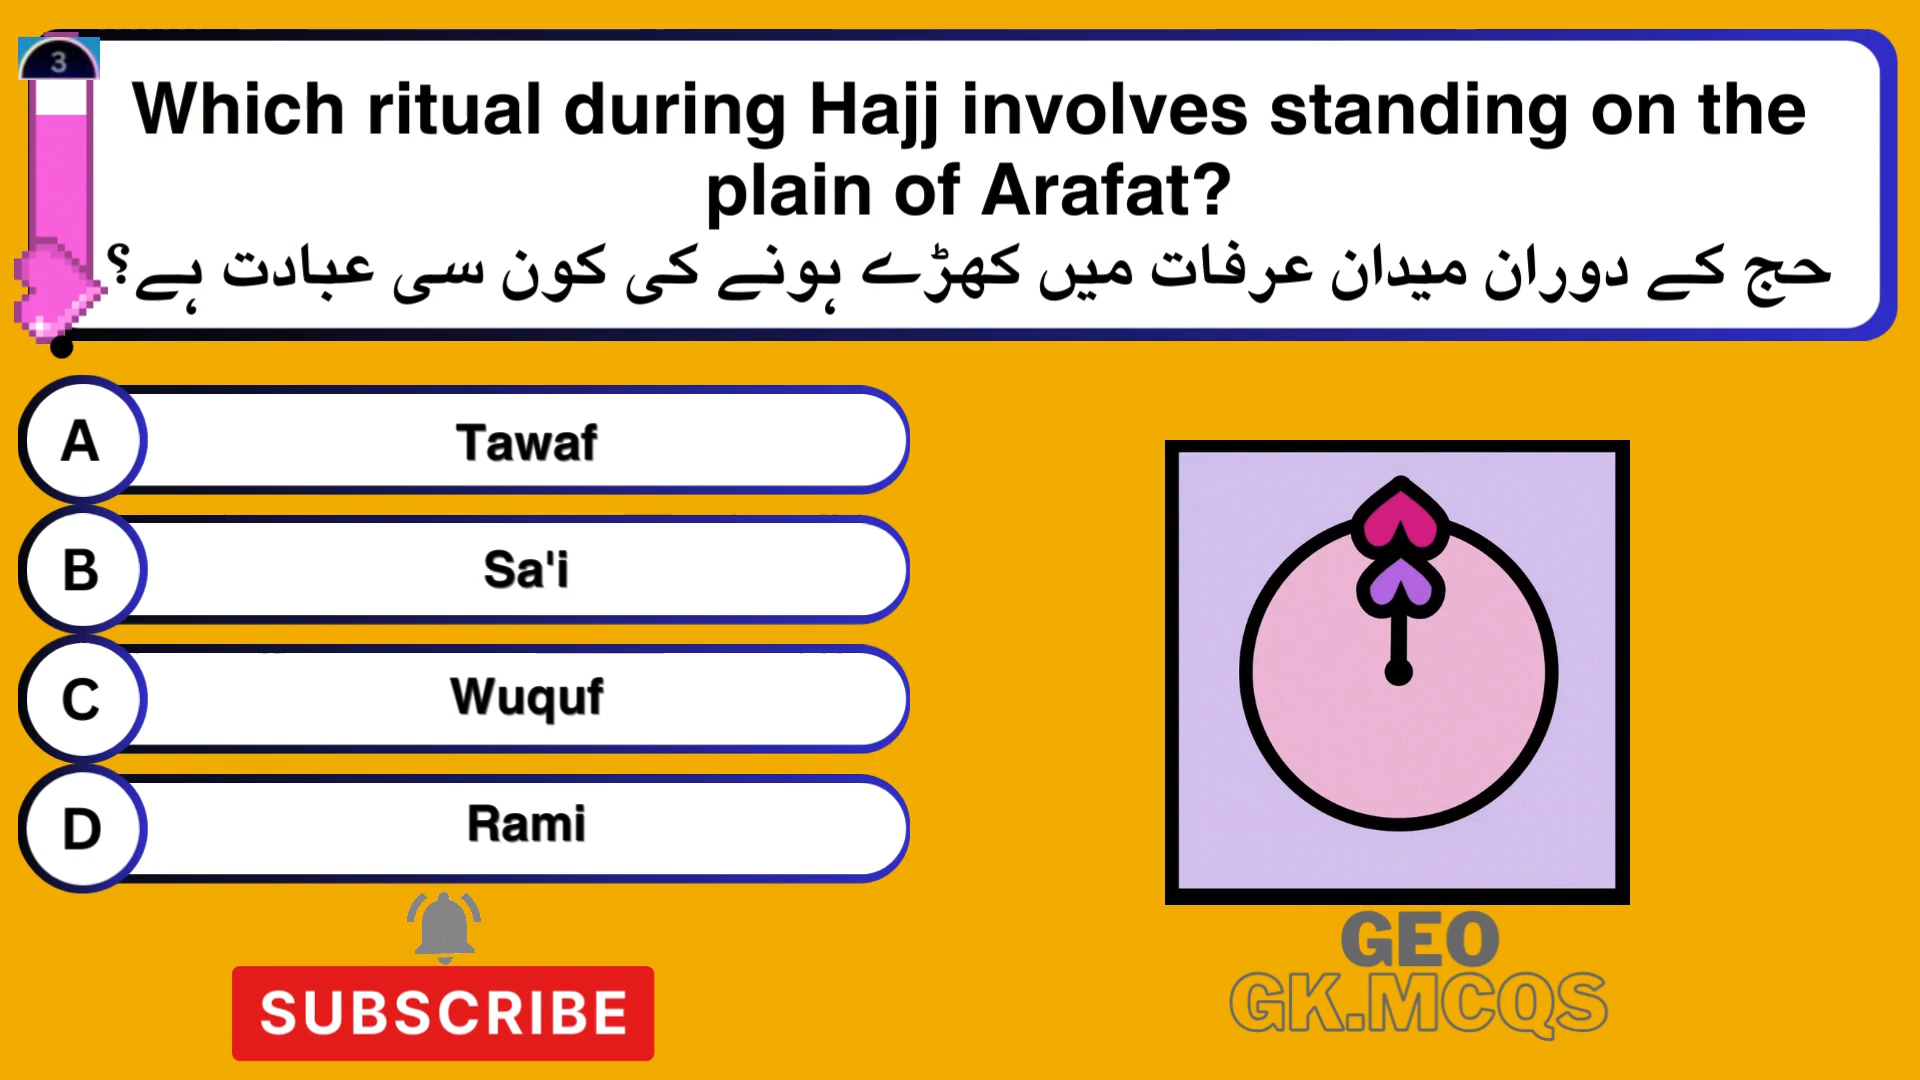 3
Which ritual during Hajj involves standing on the
plain of Arafat?
حج کے دوران میدان عرفات میں کھڑے ہونے کی کون سی عبادت ہے؟
A
Tawaf
B
Sa'i
C
Wuquf
D
Rami
SUBSCRIBE
GEO
GK.MCQS